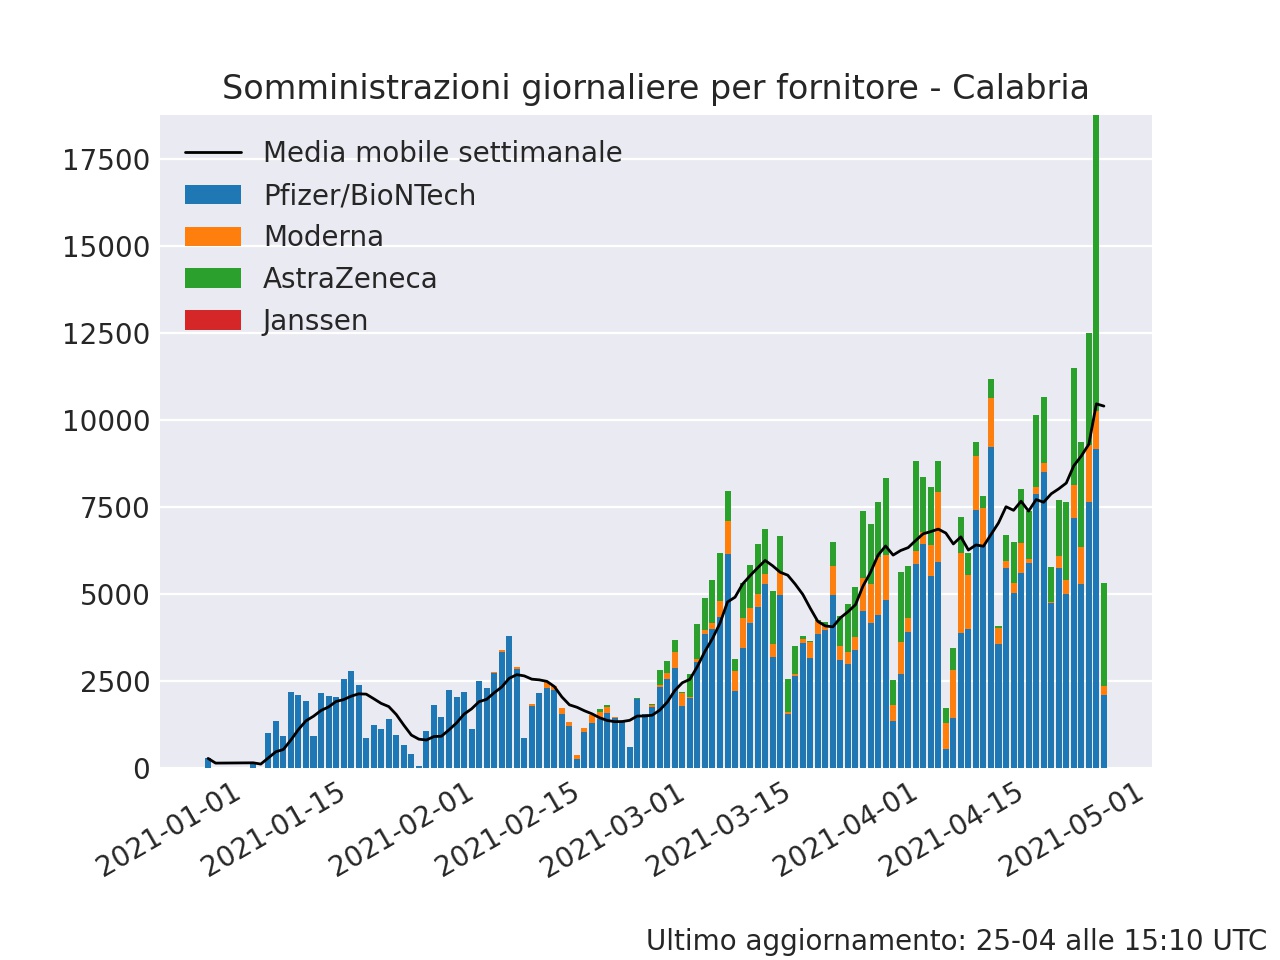 Somministrazioni giornaliere per fornitore - Calabria
Media mobile settimanale
Pfizer/BioNTech
Moderna
AstraZeneca
Janssen
17500
15000
12500
10000
7500
5000
2500
0
2021-01-01
2021-01-15
2021-02-01
2021-02-15
2021-03-01
2021-03-15
2021-04-01
2021-04-15
2021-05-01
Ultimo aggiornamento: 25-04 alle 15:10 UTC